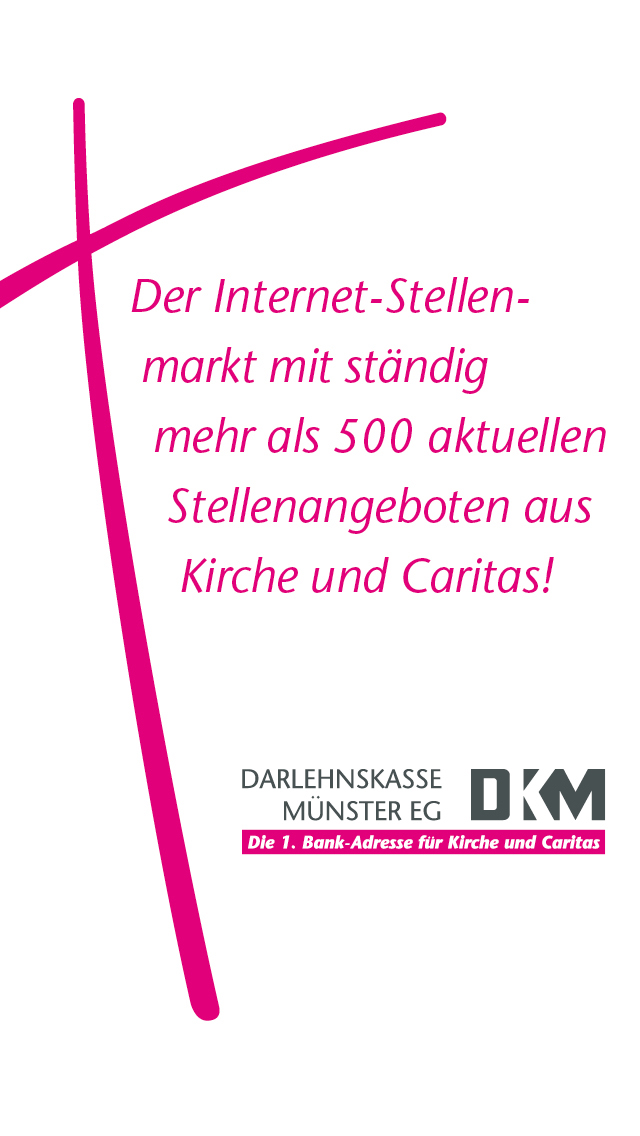 Der Internet-Stellen-
markt mit ständig
mehr als 500 aktuellen
Stellenangeboten aus
Kirche und Caritas!
DARLEHNSKASSE
MÜNSTER EG
DKM
Die 1. Bank-Adresse für Kirche und Caritas